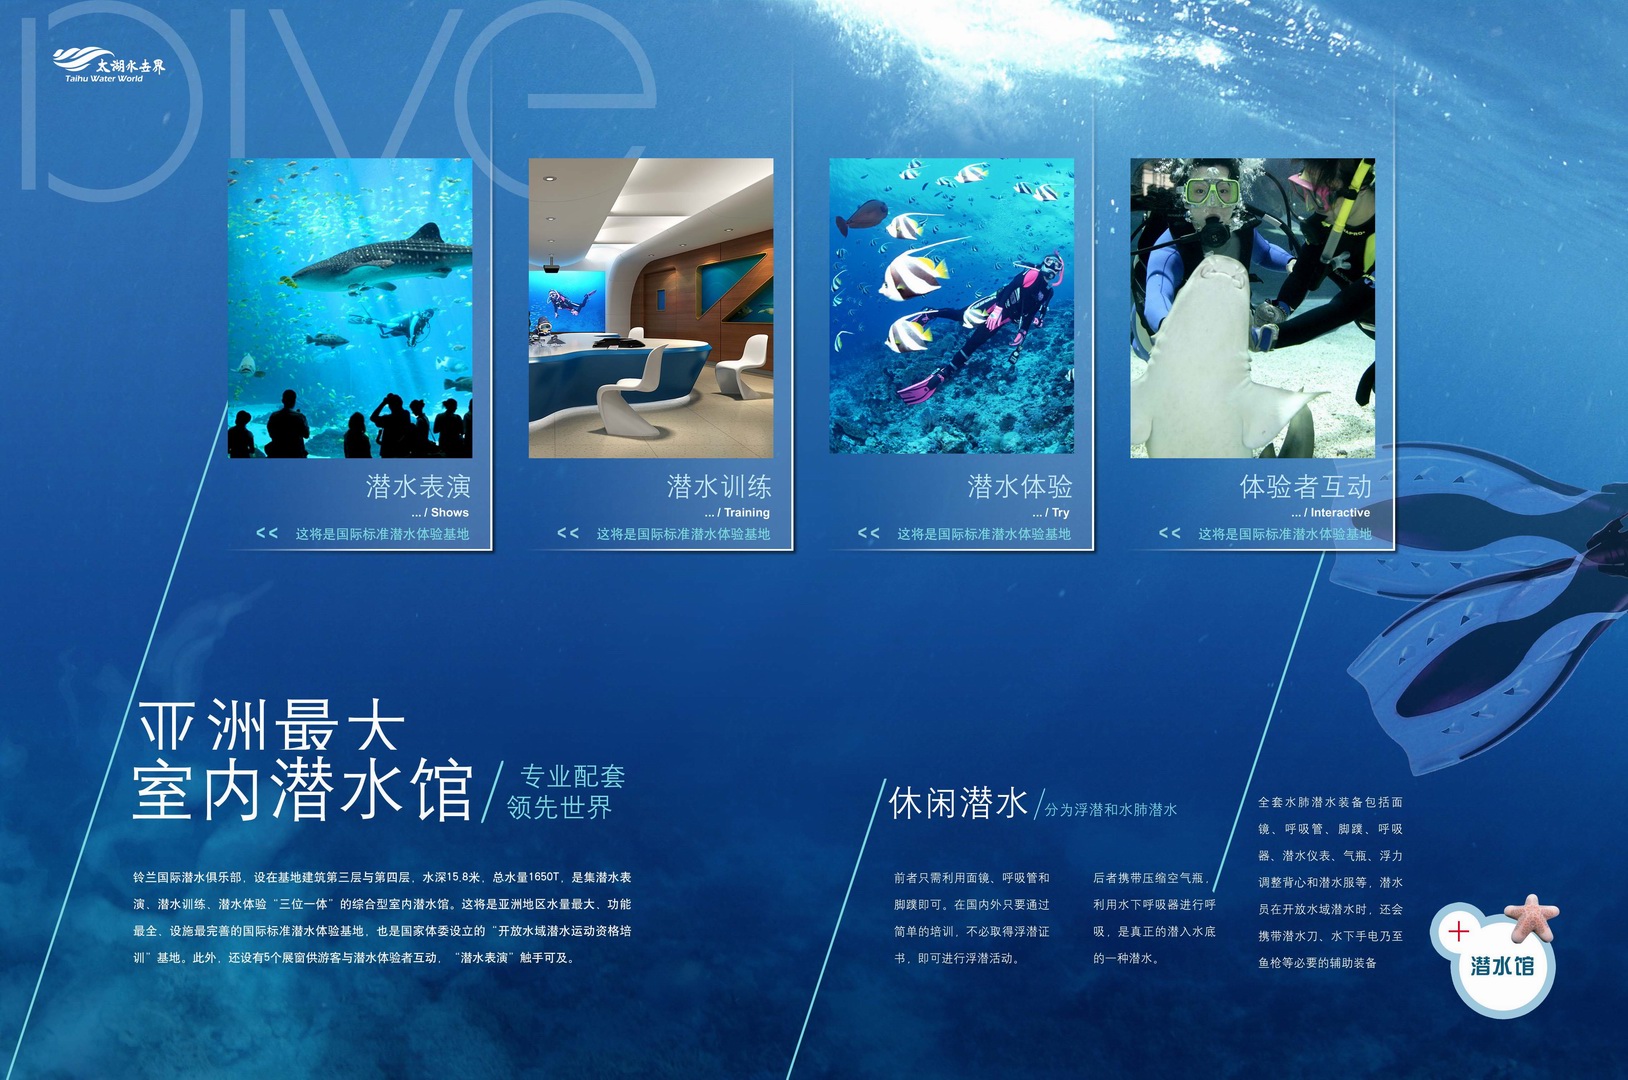 Dive
太湖水世界
Taihu Water World
潜水表演
... / Shows
<< 这将是国际标准潜水体验基地
潜水训练
... / Training
<< 这将是国际标准潜水体验基地
潜水体验
... / Try
<< 这将是国际标准潜水体验基地
体验者互动
... / Interactive
<< 这将是国际标准潜水体验基地
亚洲最大
室内潜水馆
专业配套
领先世界
铃兰国际潜水俱乐部，设在基地建筑第三层与第四层，水深15.8米，总水量1650T，是集潜水表
演、潜水训练、潜水体验“三位一体”的综合型室内潜水馆。这将是亚洲地区水量最大、功能
最全、设施最完善的国际标准潜水体验基地，也是国家体委设立的“开放水域潜水运动资格培
训”基地。此外，还设有5个展窗供游客与潜水体验者互动，“潜水表演”触手可及。
休闲潜水
分为浮潜和水肺潜水
前者只需利用面镜、呼吸管和
脚蹼即可。在国内外只要通过
简单的培训，不必取得浮潜证
书，即可进行浮潜活动。
后者携带压缩空气瓶，
利用水下呼吸器进行呼
吸，是真正的潜入水底
的一种潜水。
全套水肺潜水装备包括面
镜、呼吸管、脚蹼、呼吸
器、潜水仪表、气瓶、浮力
调整背心和潜水服等，潜水
员在开放水域潜水时，还会
携带潜水刀、水下手电乃至
鱼枪等必要的辅助装备
潜水馆